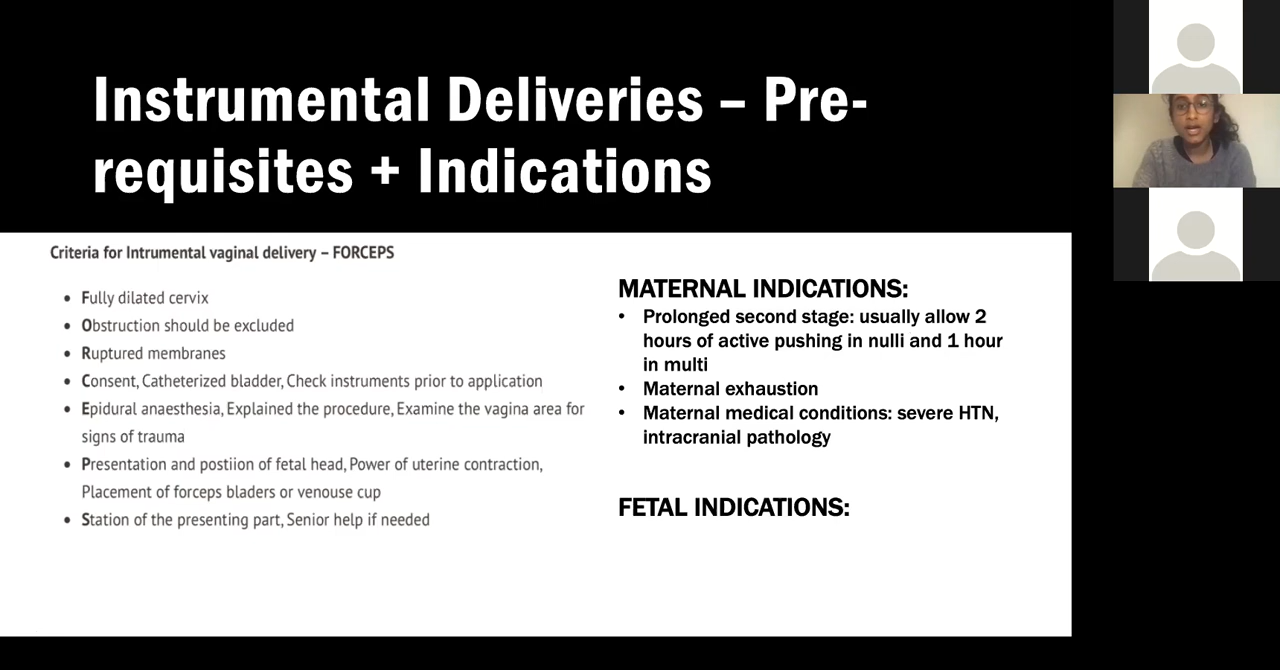 Instrumental Deliveries – Pre-
requisites + Indications
Criteria for Intrumental vaginal delivery – FORCEPS
• Fully dilated cervix
• Obstruction should be excluded
• Ruptured membranes
• Consent, Catheterized bladder, Check instruments prior to application
• Epidural anaesthesia, Explained the procedure, Examine the vagina area for
signs of trauma
• Presentation and postiion of fetal head, Power of uterine contraction,
Placement of forceps bladers or venouse cup
• Station of the presenting part, Senior help if needed
MATERNAL INDICATIONS:
• Prolonged second stage: usually allow 2
hours of active pushing in nulli and 1 hour
in multi
• Maternal exhaustion
• Maternal medical conditions: severe HTN,
intracranial pathology
FETAL INDICATIONS: